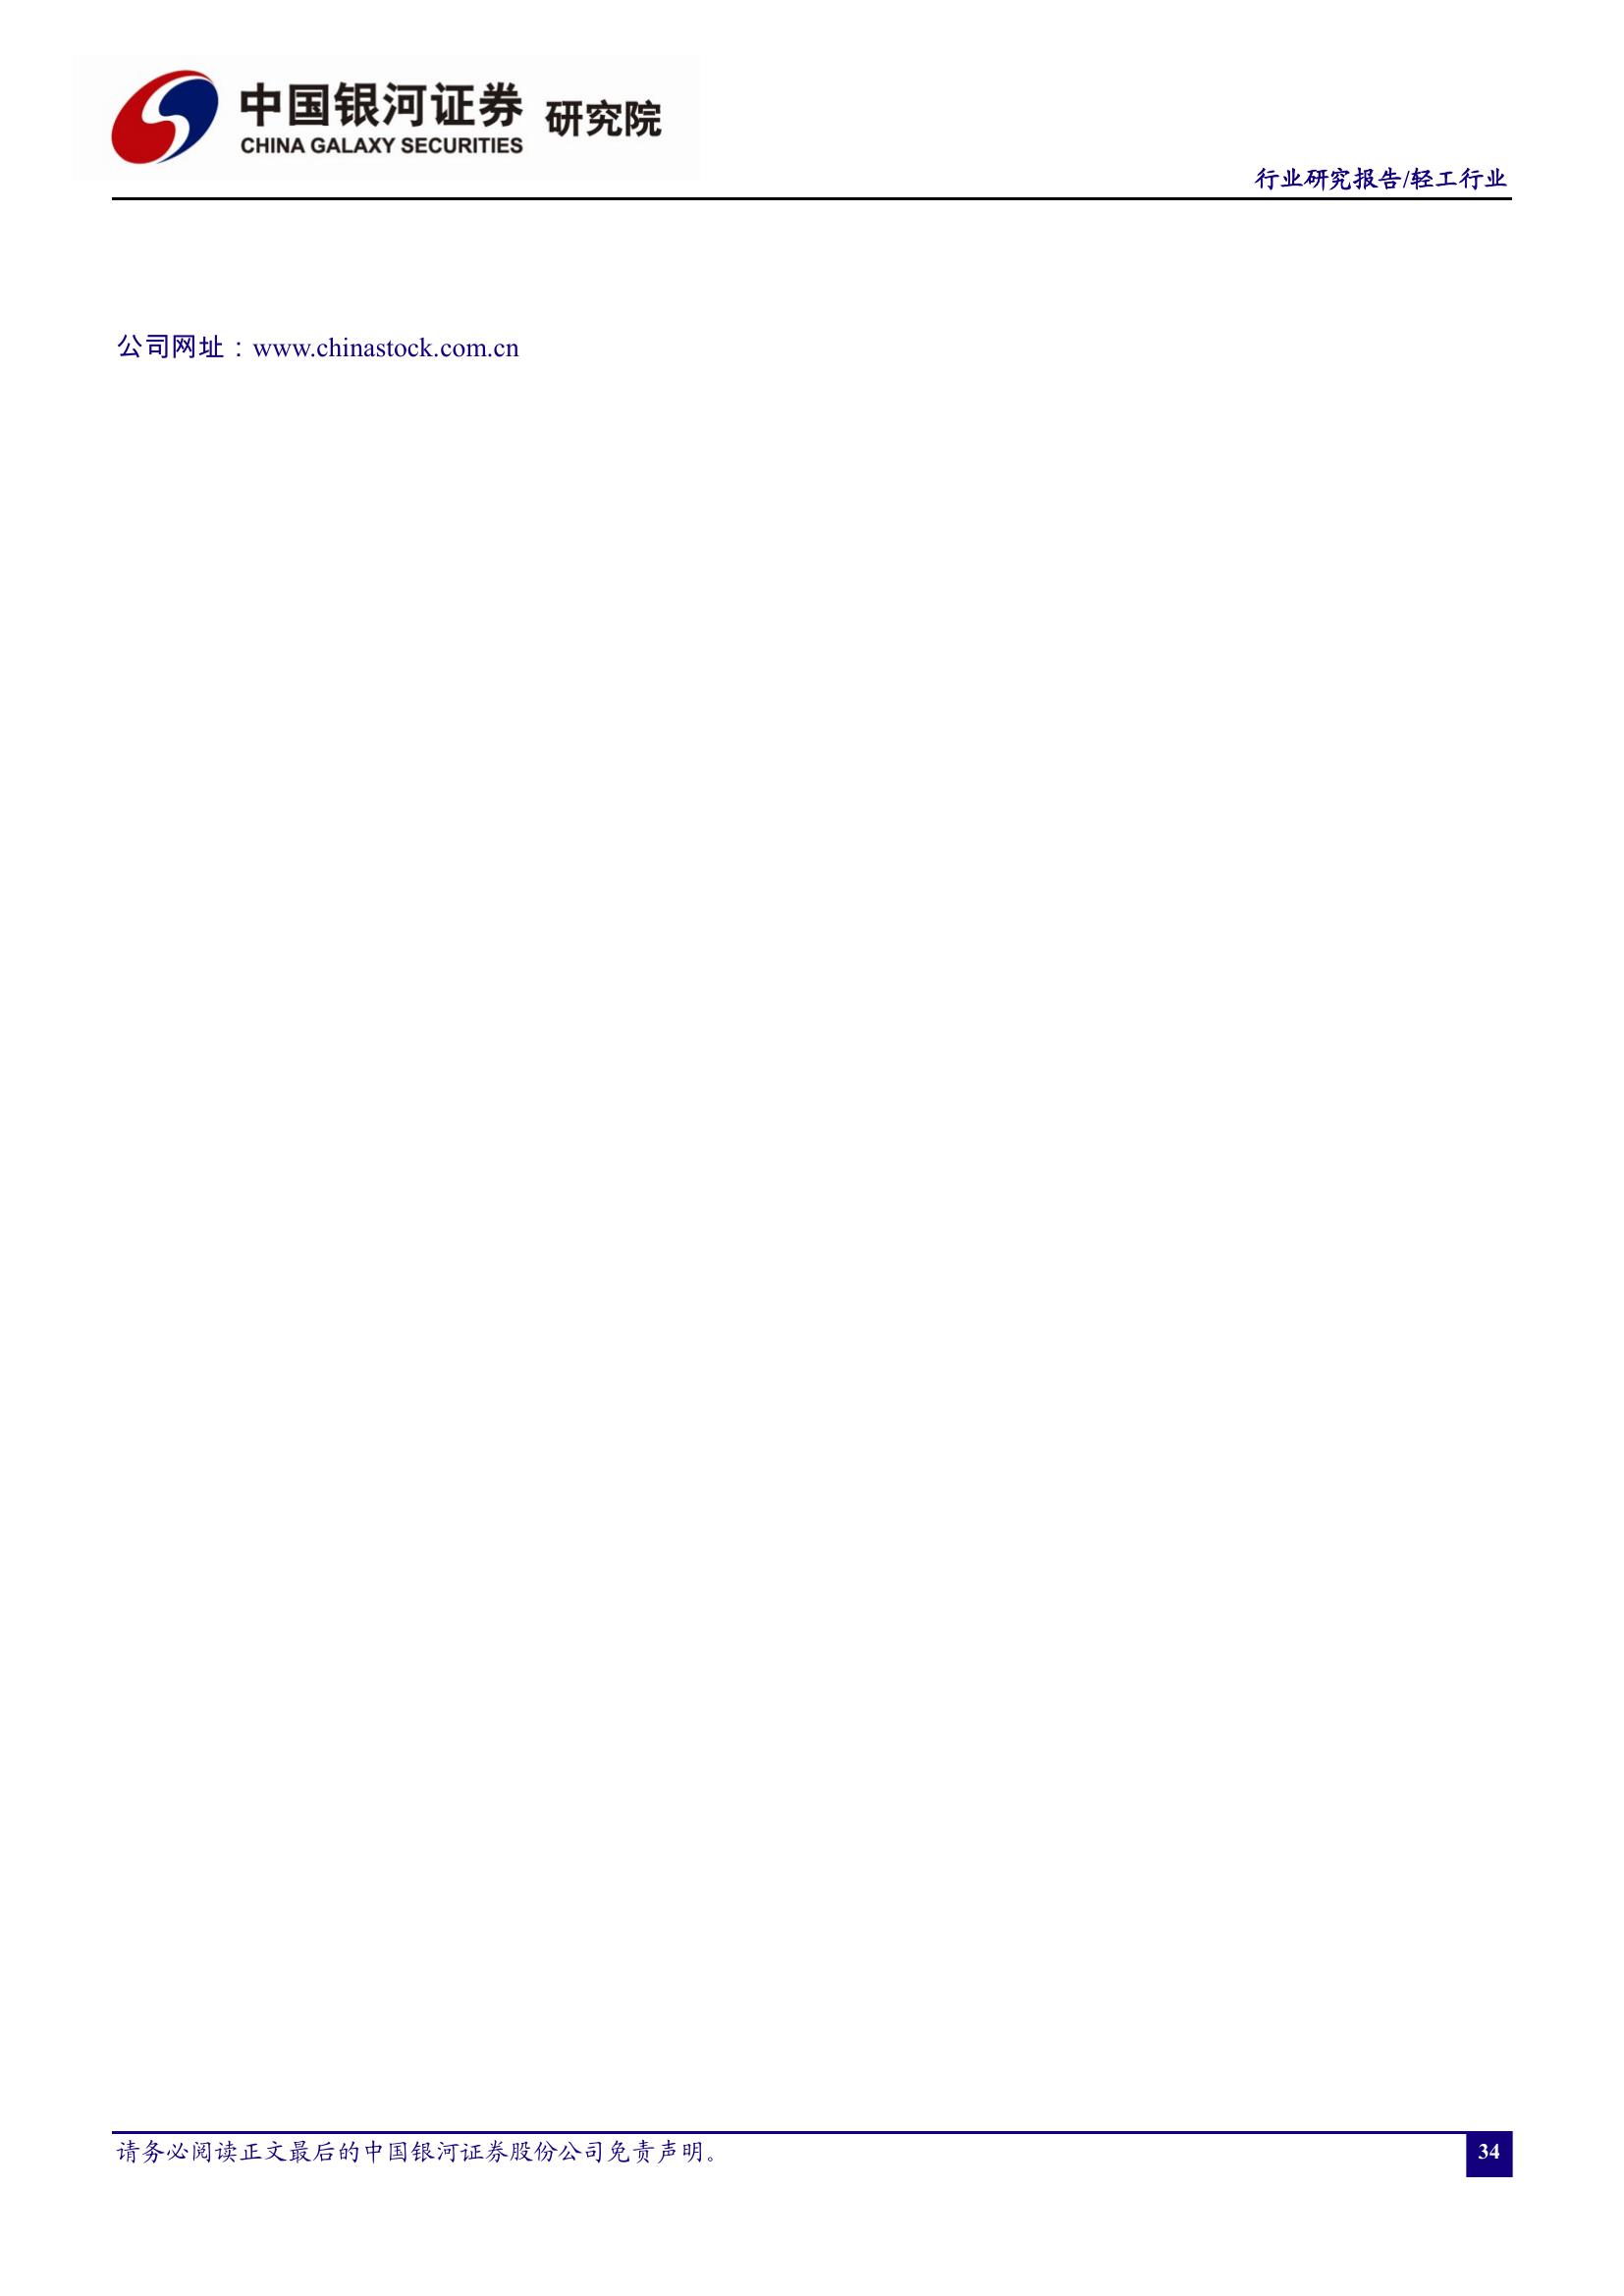 中国银河证券 研究院
CHINA GALAXY SECURITIES
行业研究报告/轻工行业
公司网址：www.chinastock.com.cn
请务必阅读正文最后的中国银河证券股份公司免责声明。
34